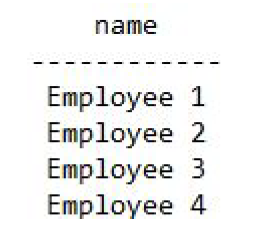 name
------------
Employee 1
Employee 2
Employee 3
Employee 4